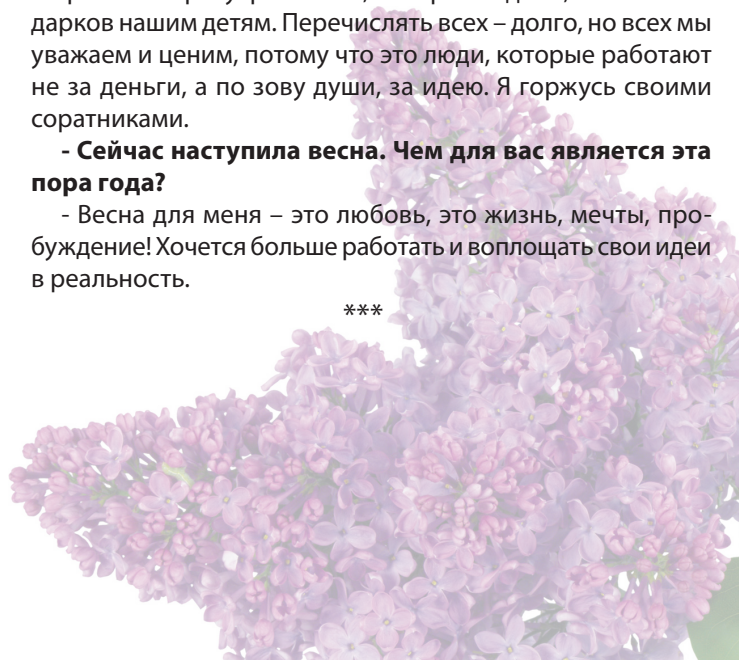 дарков нашим детям. Перечислять всех – долго, но всех мы
уважаем и ценим, потому что это люди, которые работают
не за деньги, а по зову души, за идею. Я горжусь своими
соратниками.
- Сейчас наступила весна. Чем для вас является эта
пора года?
- Весна для меня – это любовь, это жизнь, мечты, про-
буждение! Хочется больше работать и воплощать свои идеи
в реальность.
***